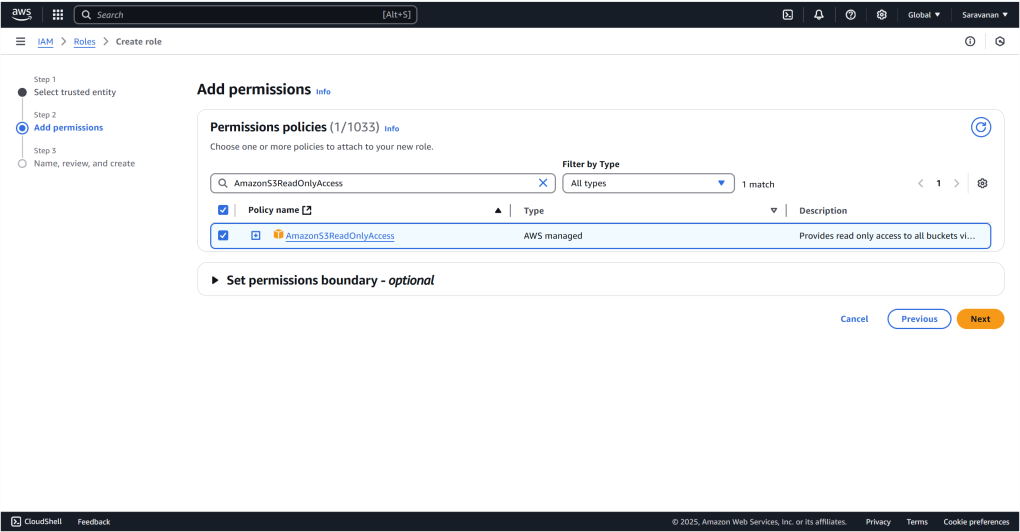 aws
Search [Alt+S] Global Saravanan
IAM Roles Create role
Step 1
Select trusted entity
Step 2
Add permissions
Step 3
Name, review, and create
Add permissions Info
Permissions policies (1/1033) Info
Choose one or more policies to attach to your new role.
Filter by Type
AmazonS3ReadOnlyAccess All types 1 match 1
Policy name Type Description
AmazonS3ReadOnlyAccess AWS managed Provides read only access to all buckets vi...
Set permissions boundary - optional
Cancel Previous Next
CloudShell Feedback © 2025, Amazon Web Services, Inc. or its affiliates. Privacy Terms Cookie preferences